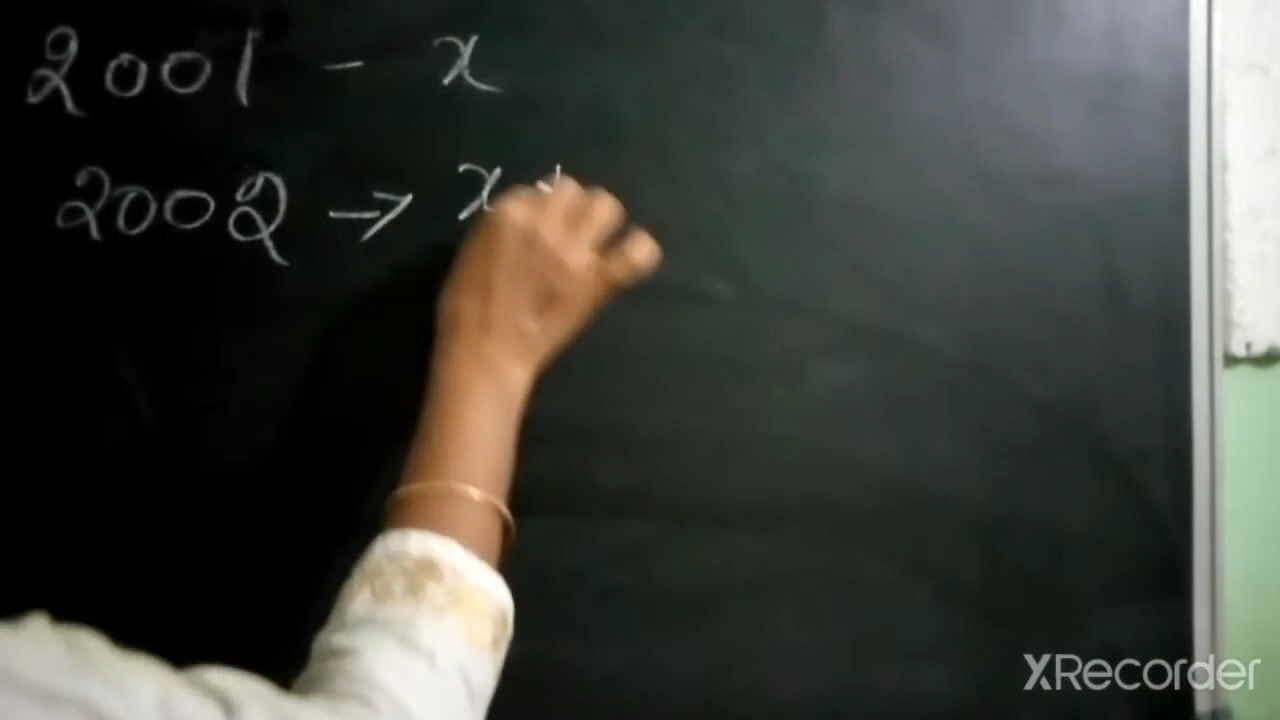 2001 - x
2002 → x +
XRecorder